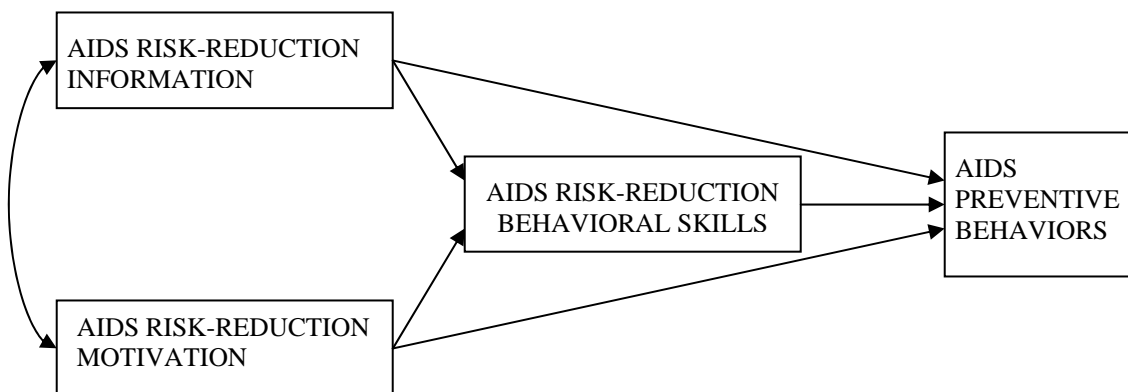 AIDS RISK-REDUCTION
INFORMATION
AIDS RISK-REDUCTION
BEHAVIORAL SKILLS
AIDS
PREVENTIVE
BEHAVIORS
AIDS RISK-REDUCTION
MOTIVATION